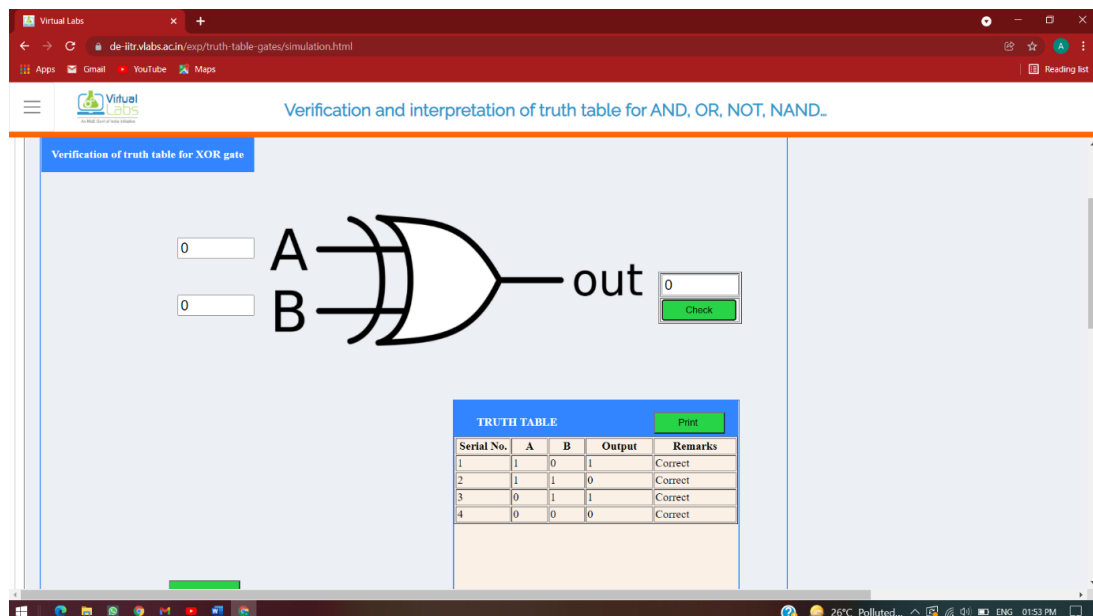 Virtual Labs
de-iitr.vlabs.ac.in/exp/truth-table-gates/simulation.html
A
Apps Gmail YouTube Maps Reading list
Virtual
Labs
Verification and interpretation of truth table for AND, OR, NOT, NAND...
Verification of truth table for XOR gate
0 A
out 0
0 B
Check
TRUTH TABLE Print
Serial No. A B Output Remarks
1 1 0 1 Correct
2 1 1 0 Correct
3 0 1 1 Correct
4 0 0 0 Correct
26°C Polluted... ENG 01:53 PM